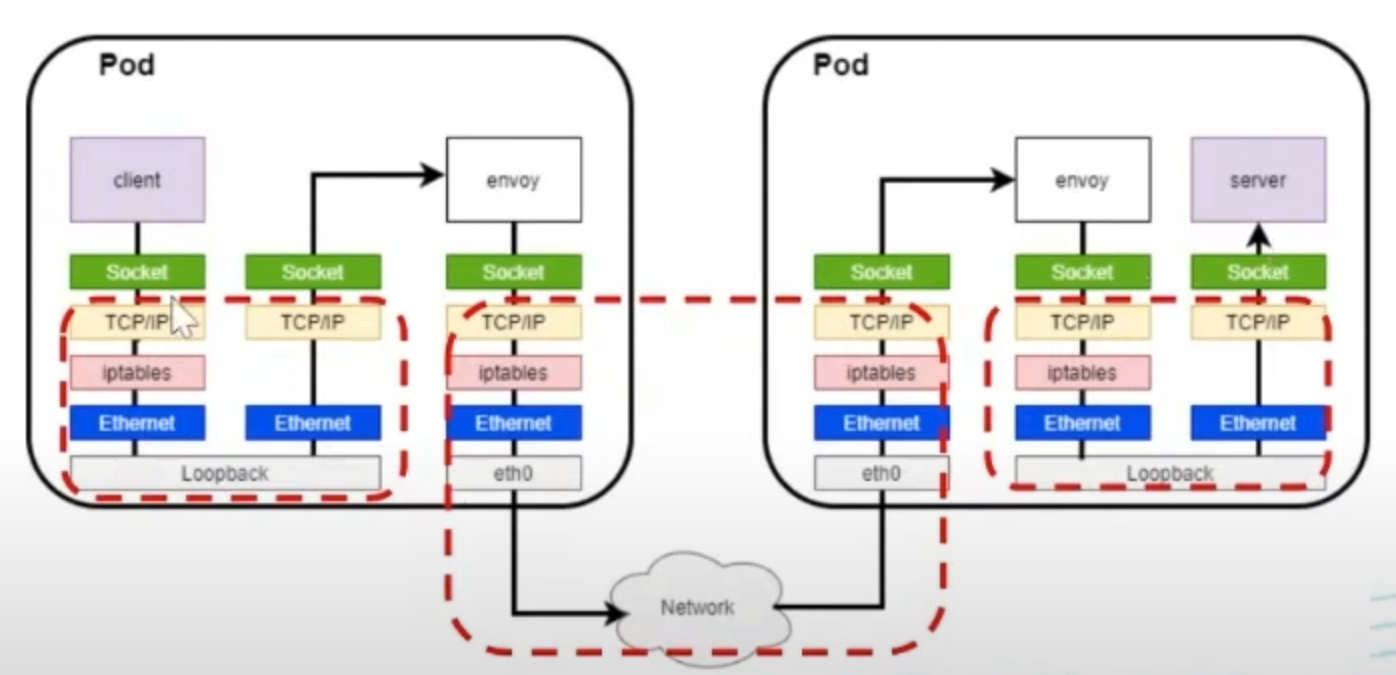 Pod
client
envoy
Socket
Socket
Socket
TCP/IP
TCP/IP
TCP/IP
iptables
iptables
Ethernet
Ethernet
Ethernet
Loopback
eth0
Pod
envoy
server
Socket
Socket
Socket
TCP/IP
TCP/IP
TCP/IP
iptables
iptables
Ethernet
Ethernet
Ethernet
eth0
Loopback
Network